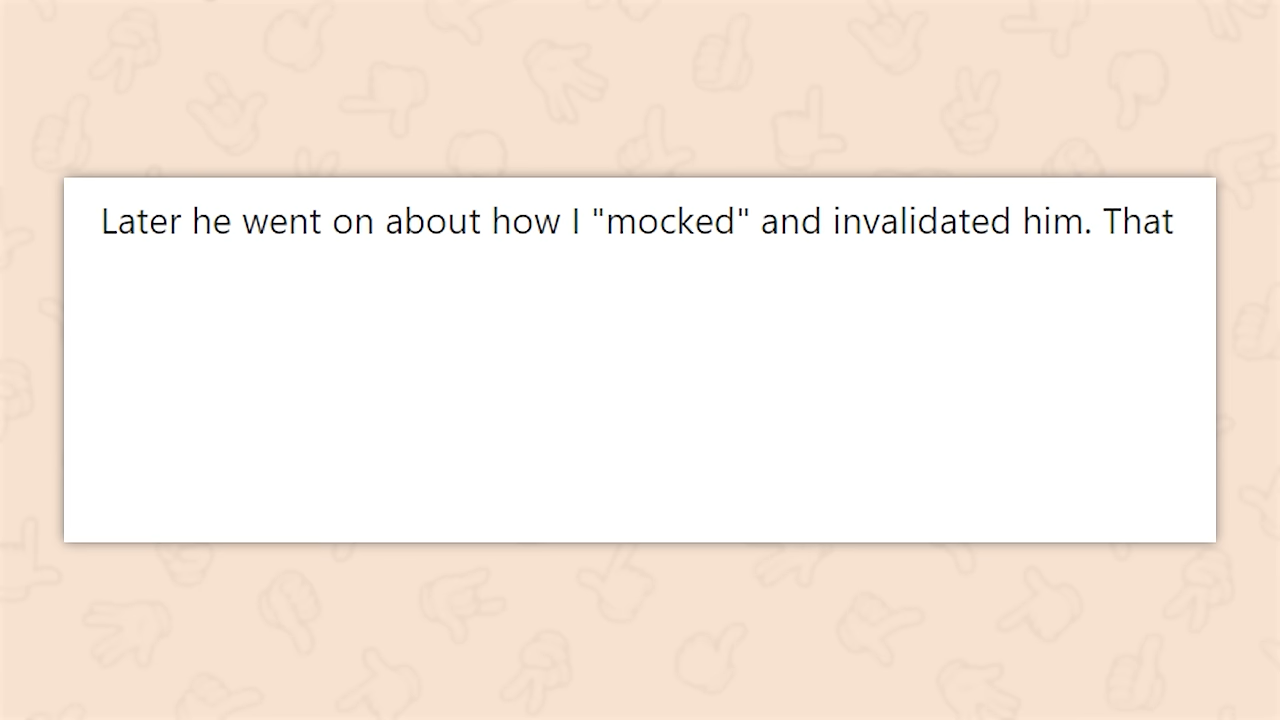 Later he went on about how I "mocked" and invalidated him. That